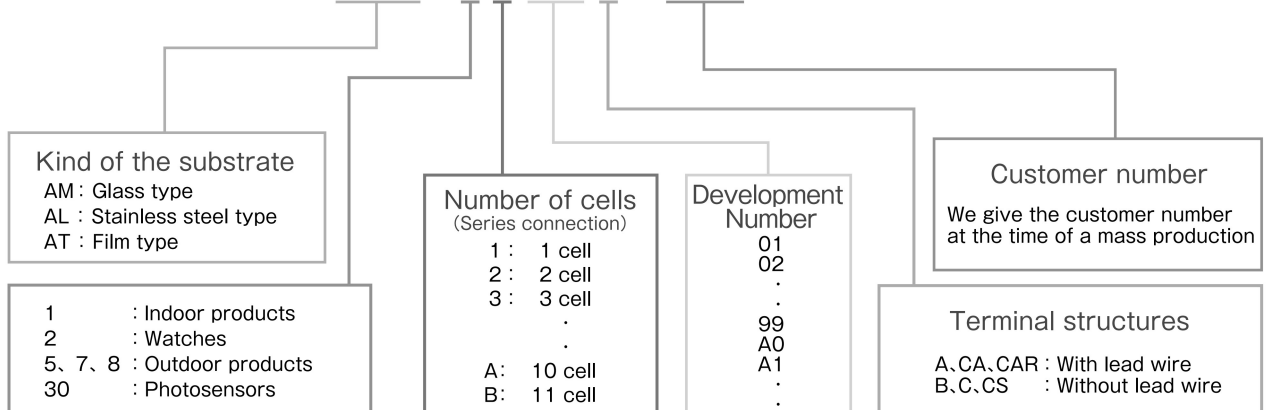 Kind of the substrate
AM : Glass type
AL : Stainless steel type
AT : Film type
1 : Indoor products
2 : Watches
5、7、8 : Outdoor products
30 : Photosensors
Number of cells
(Series connection)
1 : 1 cell
2 : 2 cell
3 : 3 cell
·
·
A: 10 cell
B: 11 cell
Development
Number
01
02
·
·
99
A0
A1
·
·
Customer number
We give the customer number
at the time of a mass production
Terminal structures
A、CA、CAR : With lead wire
B、C、CS : Without lead wire